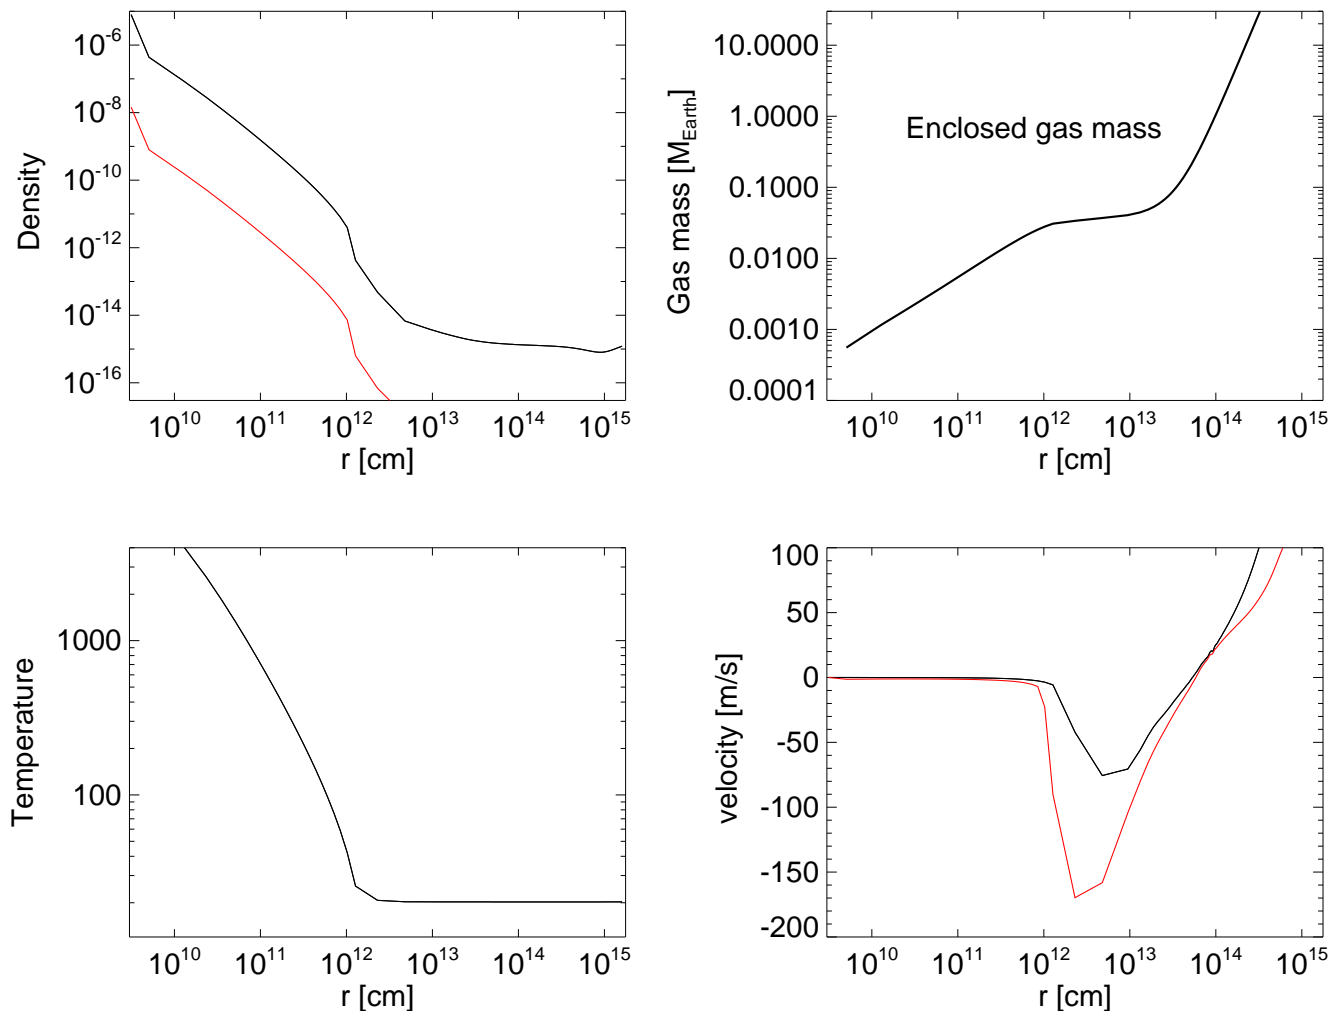 10^-6
10^-8
10^-10
10^-12
10^-14
10^-16
Density
10^10 10^11 10^12 10^13 10^14 10^15
r [cm]
10.0000
1.0000
0.1000
0.0100
0.0010
0.0001
Gas mass [M_Earth]
Enclosed gas mass
10^10 10^11 10^12 10^13 10^14 10^15
r [cm]
1000
100
Temperature
10^10 10^11 10^12 10^13 10^14 10^15
r [cm]
100
50
0
-50
-100
-150
-200
velocity [m/s]
10^10 10^11 10^12 10^13 10^14 10^15
r [cm]